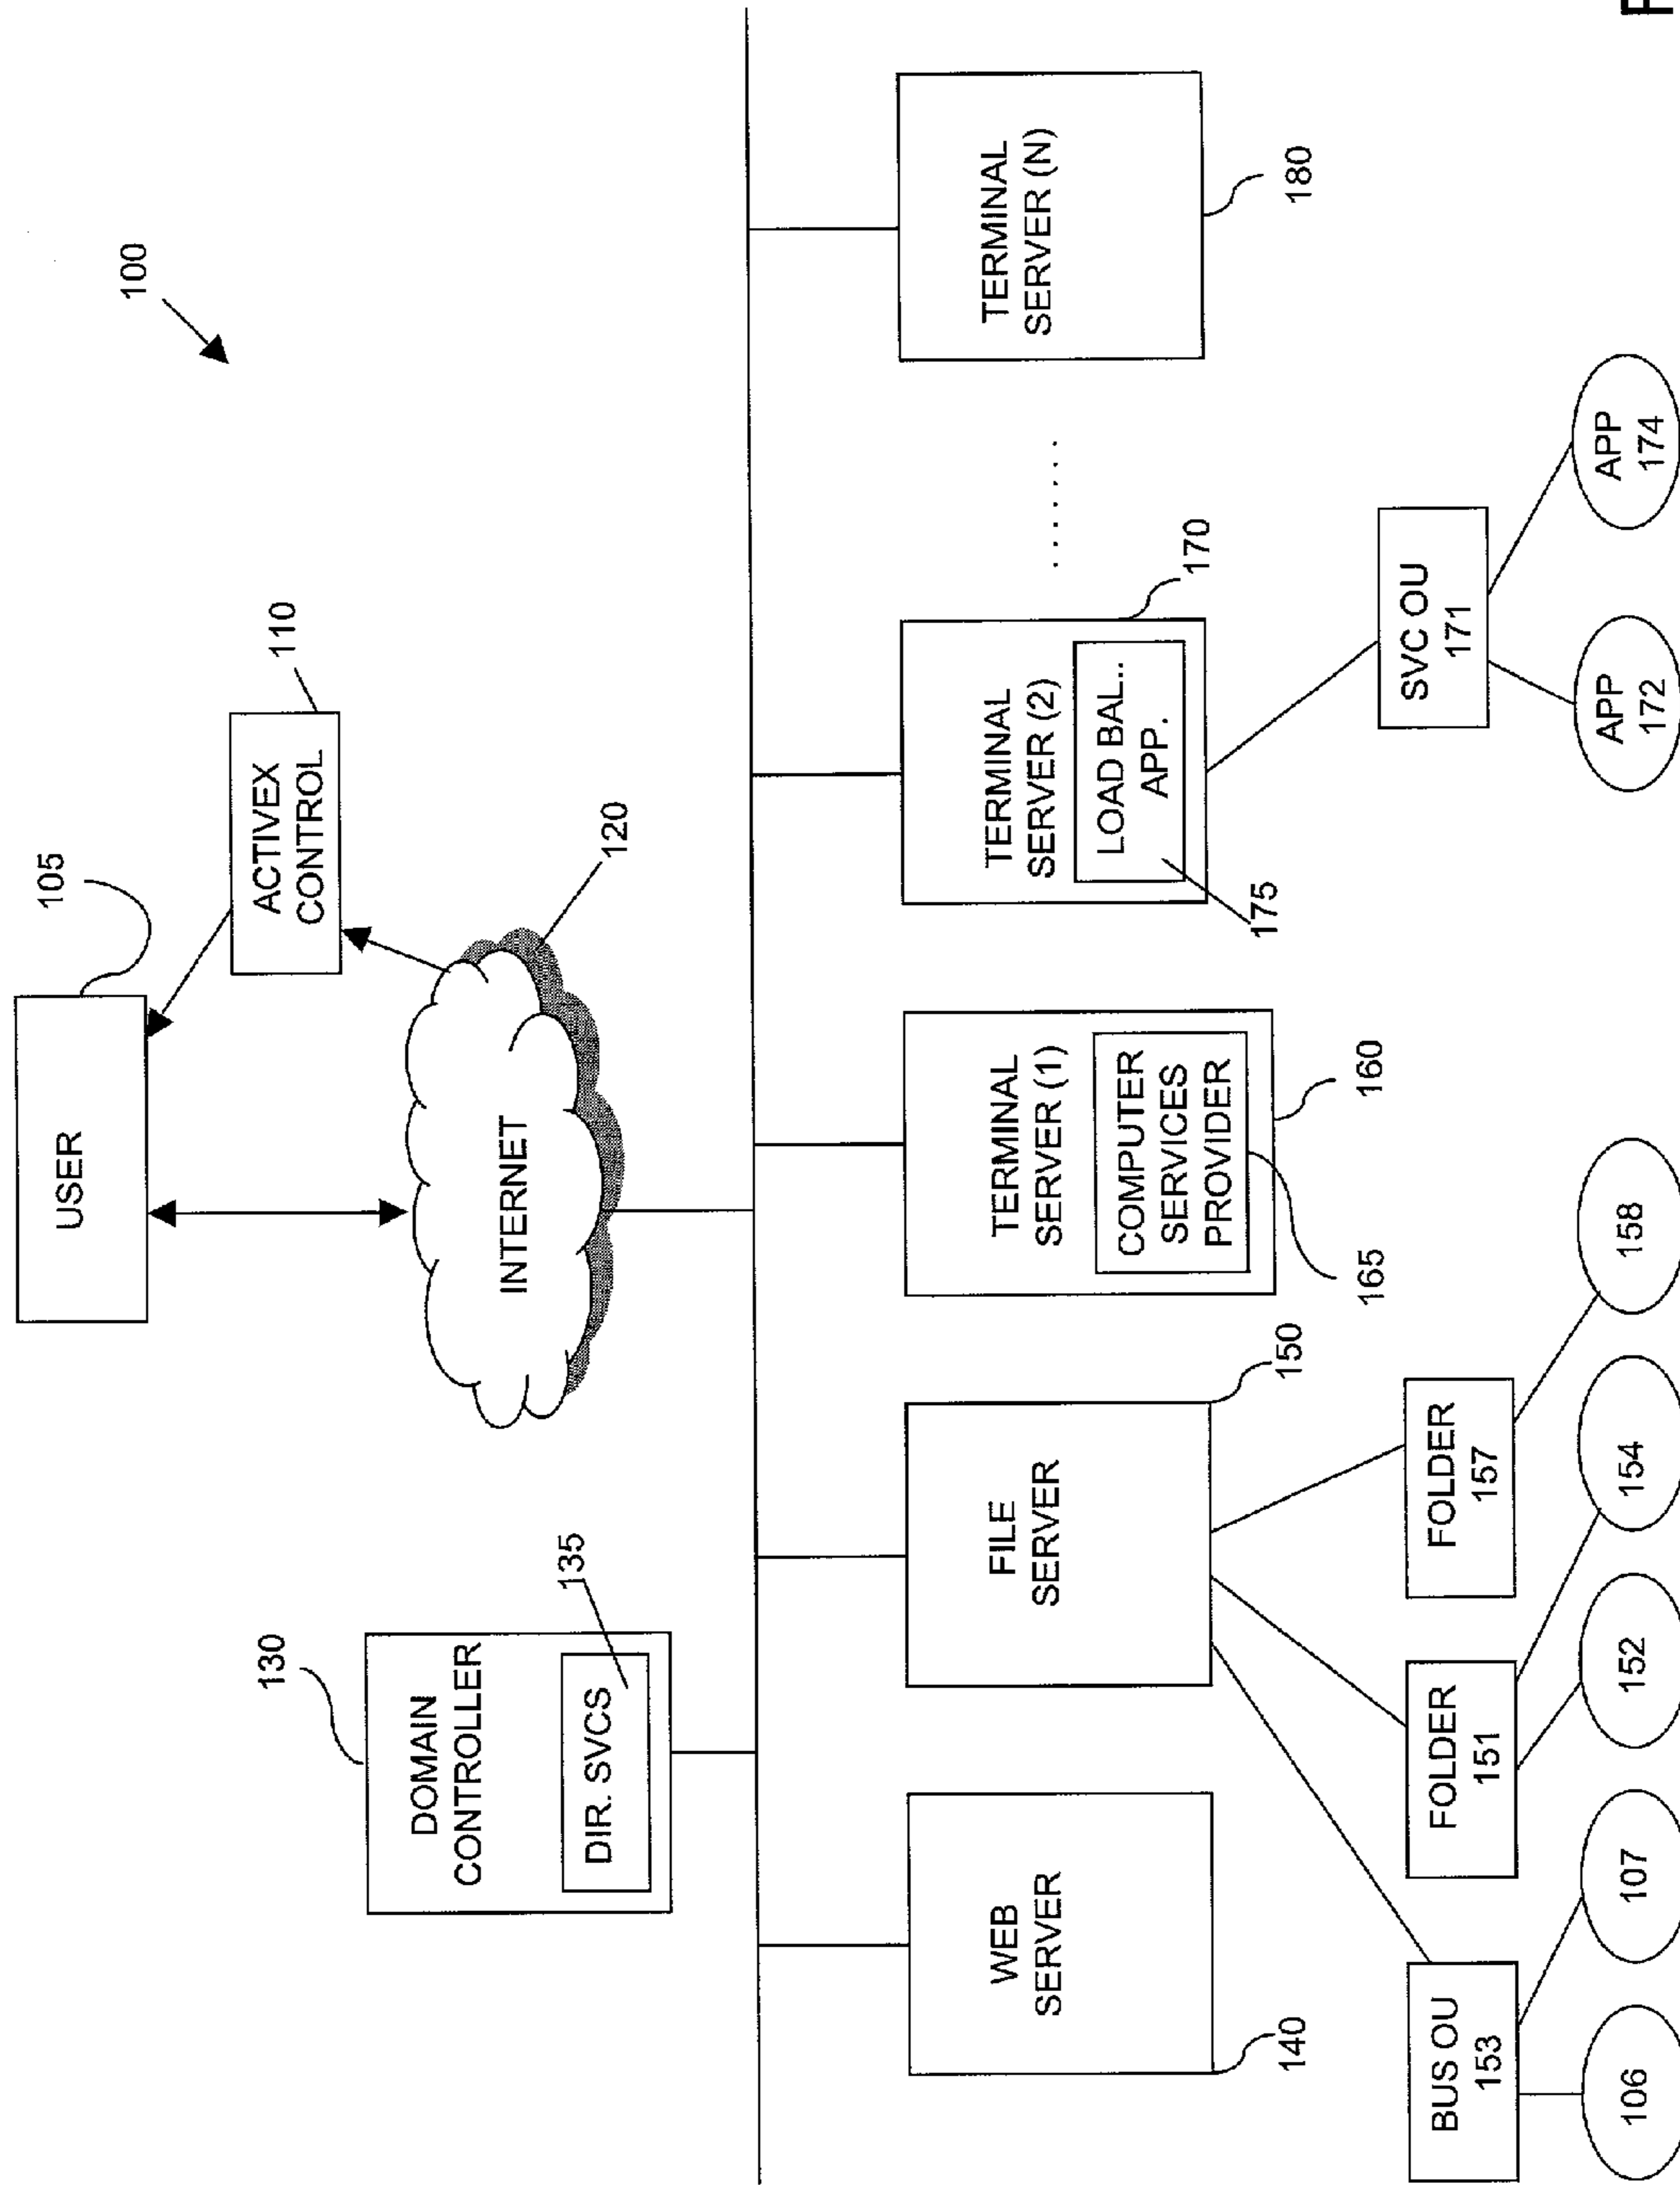 100
USER
105
ACTIVEX
CONTROL
110
INTERNET
120
130
DOMAIN
CONTROLLER
DIR. SVCS
135
WEB
SERVER
140
FILE
SERVER
150
TERMINAL
SERVER (1)
COMPUTER
SERVICES
PROVIDER
160
165
TERMINAL
SERVER (2)
LOAD BAL..
APP.
170
175
.......
TERMINAL
SERVER (N)
180
BUS OU
153
FOLDER
151
FOLDER
157
SVC OU
171
106
107
152
154
158
APP
172
APP
174